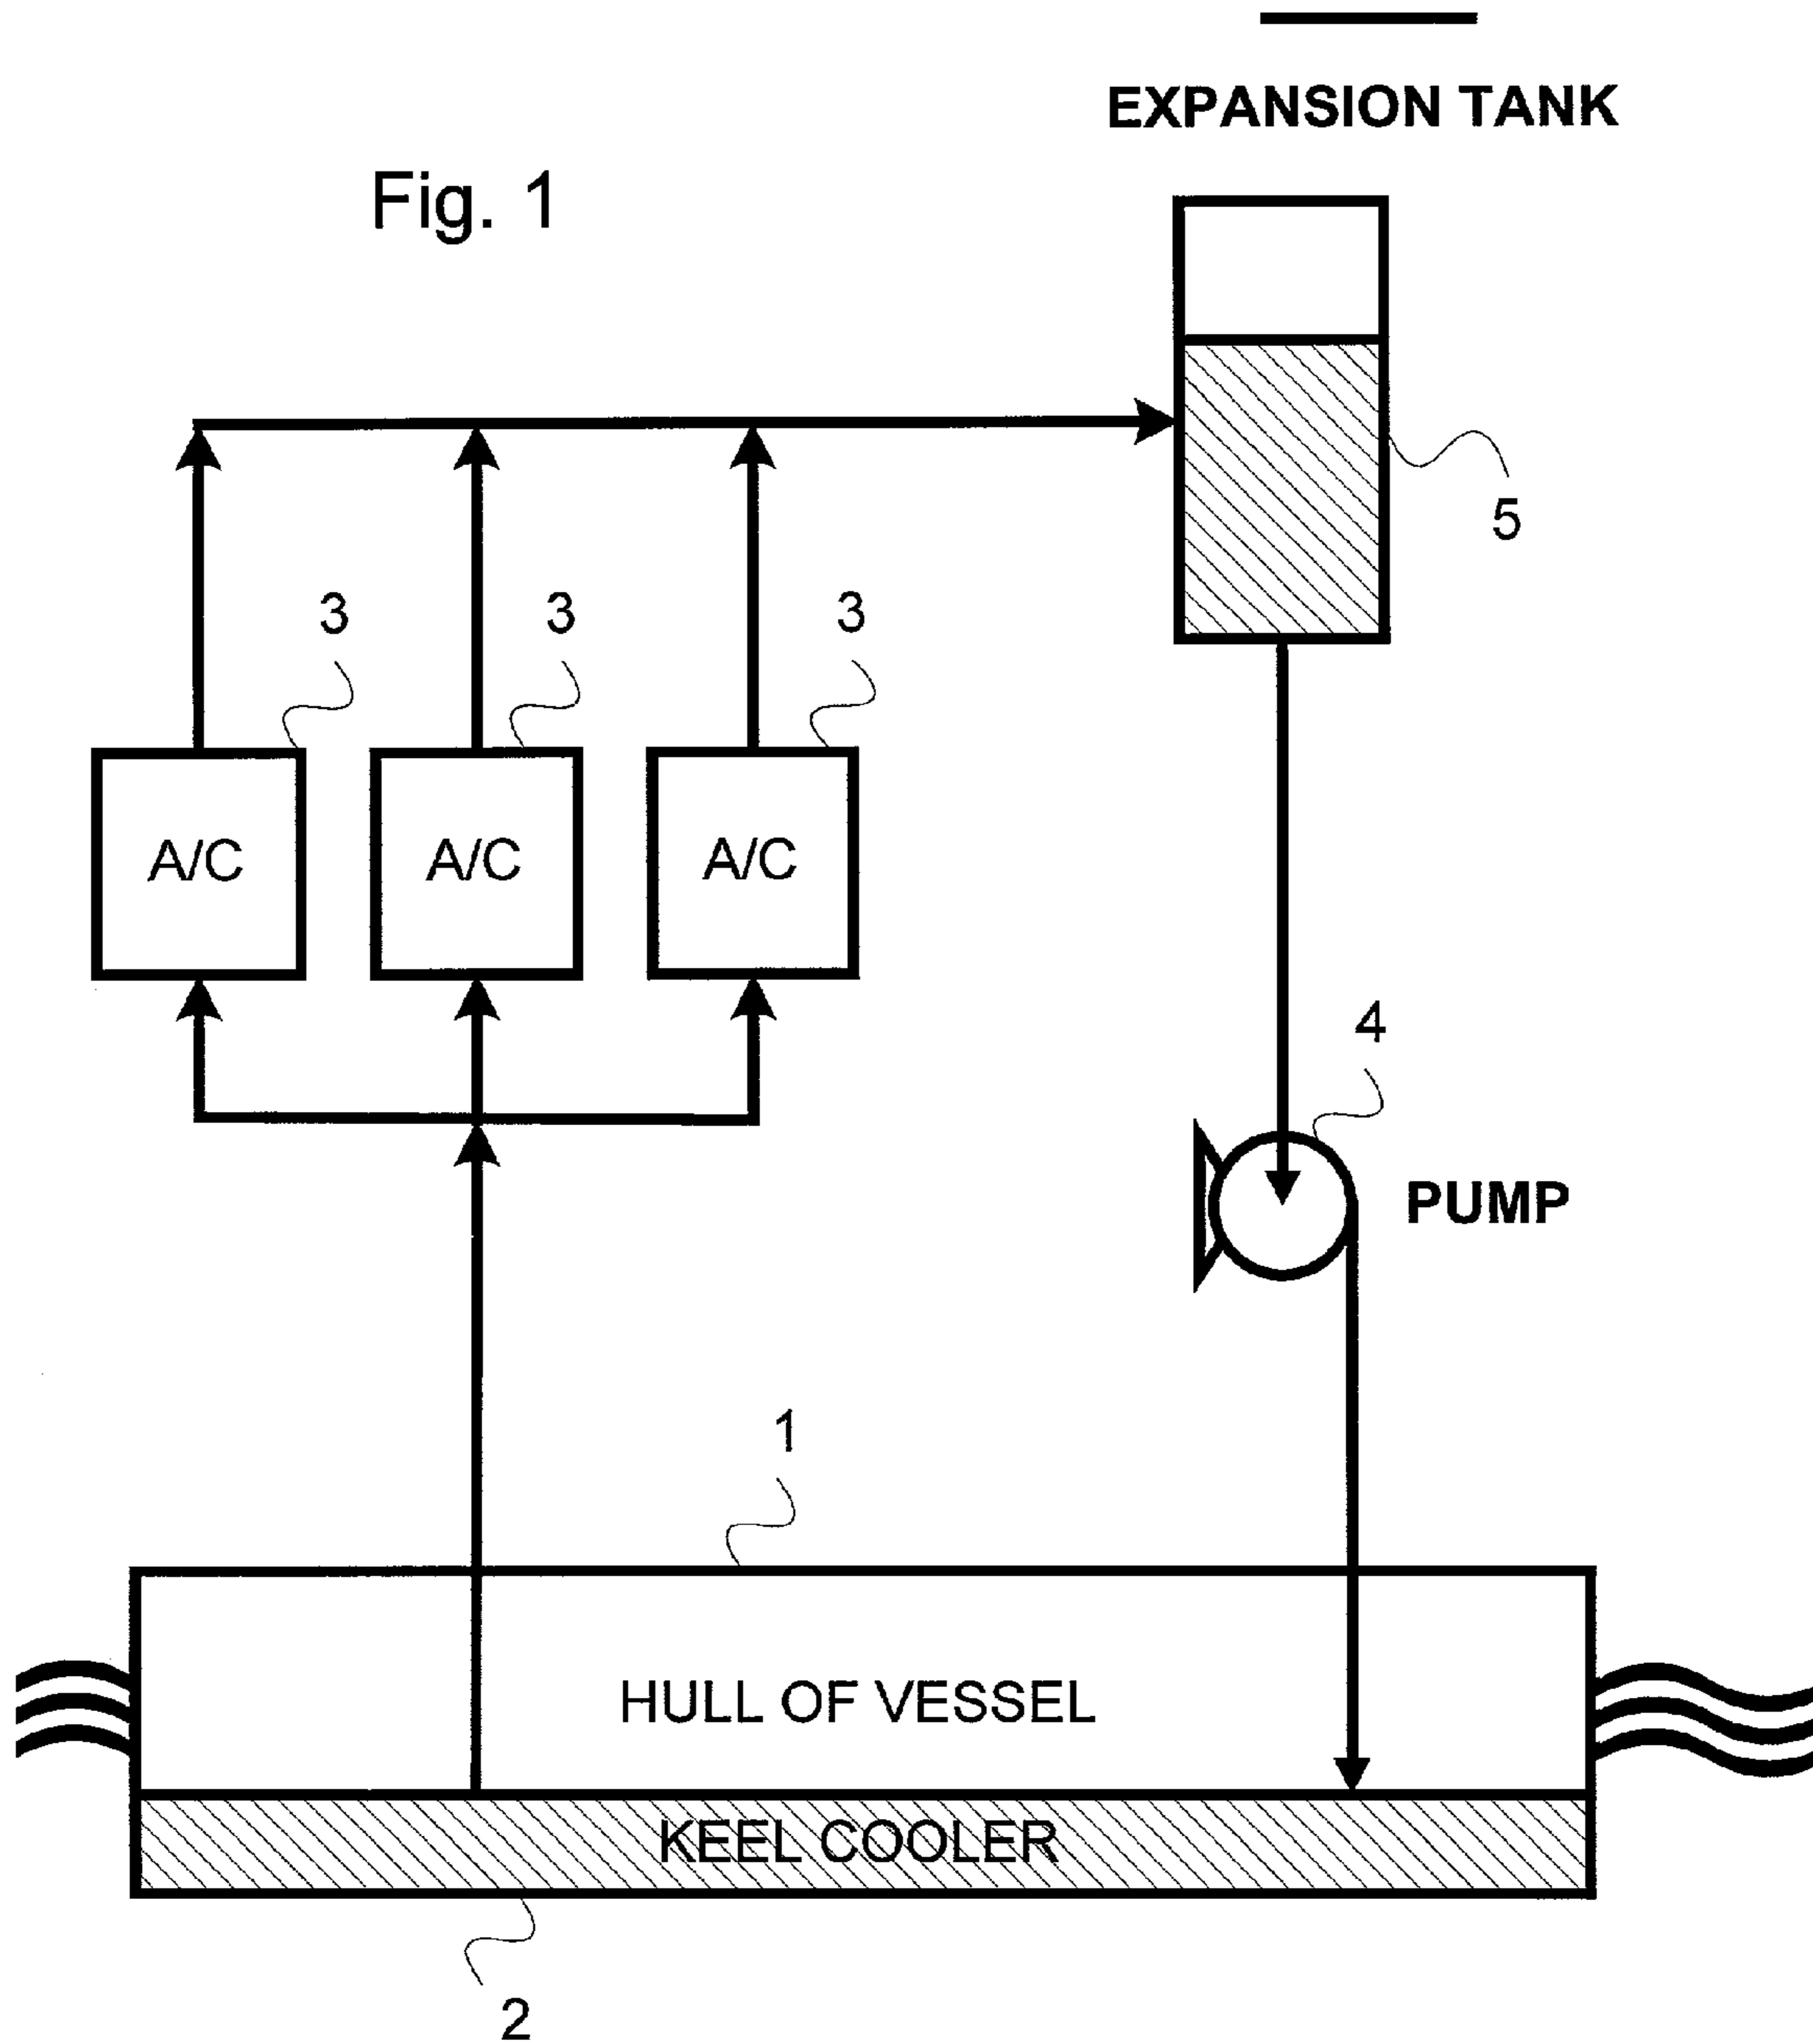 EXPANSION TANK
Fig. 1
5
3 3 3
A/C A/C A/C
4
PUMP
1
HULL OF VESSEL
KEEL COOLER
2